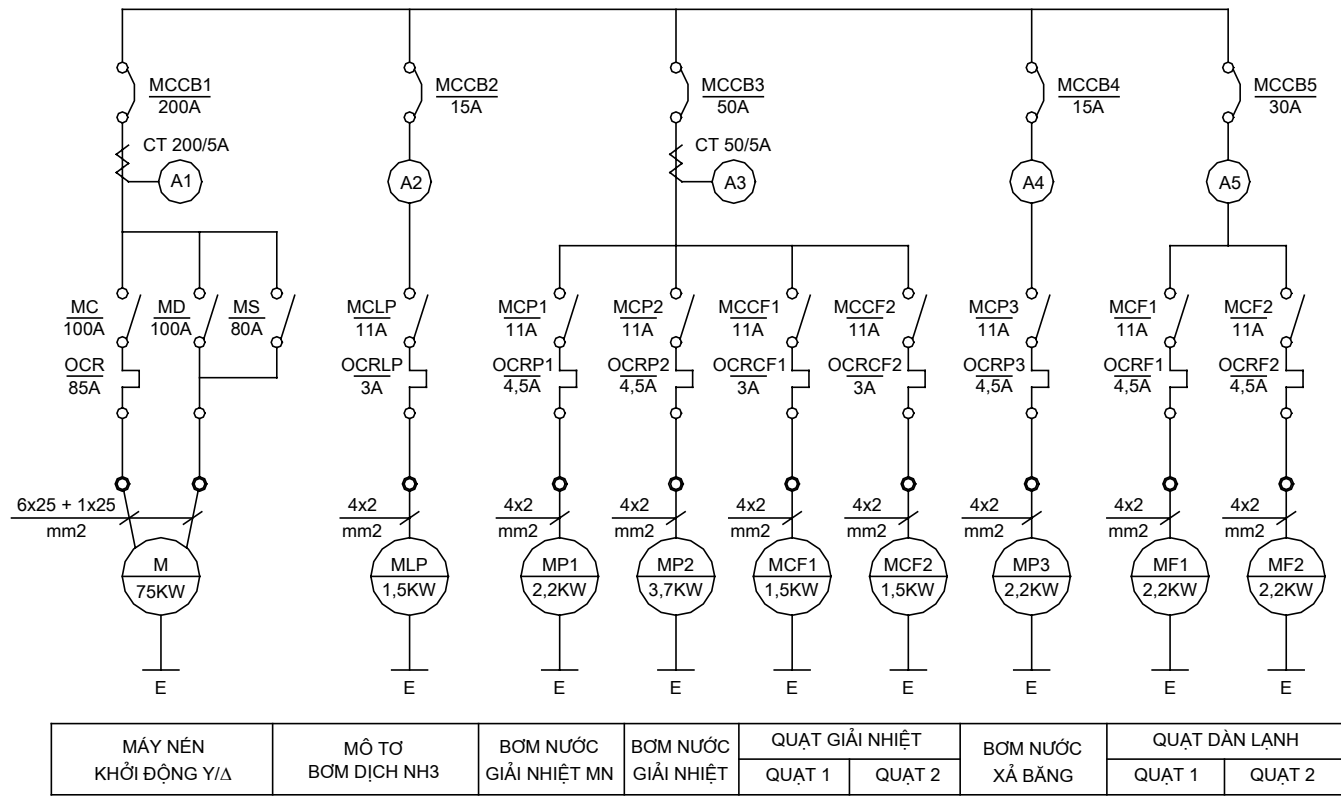 MCCB1
200A
MCCB2
15A
MCCB3
50A
MCCB4
15A
MCCB5
30A
CT 200/5A
CT 50/5A
A1
A2
A3
A4
A5
MC
100A
MD
100A
MS
80A
MCLP
11A
MCP1
11A
MCP2
11A
MCCF1
11A
MCCF2
11A
MCP3
11A
MCF1
11A
MCF2
11A
OCR
85A
OCRLP
3A
OCRP1
4,5A
OCRP2
4,5A
OCRCF1
3A
OCRCF2
3A
OCRP3
4,5A
OCRF1
4,5A
OCRF2
4,5A
6x25 + 1x25
mm2
4x2
mm2
4x2
mm2
4x2
mm2
4x2
mm2
4x2
mm2
4x2
mm2
4x2
mm2
4x2
mm2
M
75KW
MLP
1,5KW
MP1
2,2KW
MP2
3,7KW
MCF1
1,5KW
MCF2
1,5KW
MP3
2,2KW
MF1
2,2KW
MF2
2,2KW
E
E
E
E
E
E
E
E
E
MÁY NÉN
KHỞI ĐỘNG Y/Δ
MÔ TƠ
BƠM DỊCH NH3
BƠM NƯỚC
GIẢI NHIỆT MN
BƠM NƯỚC
GIẢI NHIỆT
QUẠT GIẢI NHIỆT
QUẠT 1
QUẠT 2
BƠM NƯỚC
XẢ BĂNG
QUẠT DÀN LẠNH
QUẠT 1
QUẠT 2